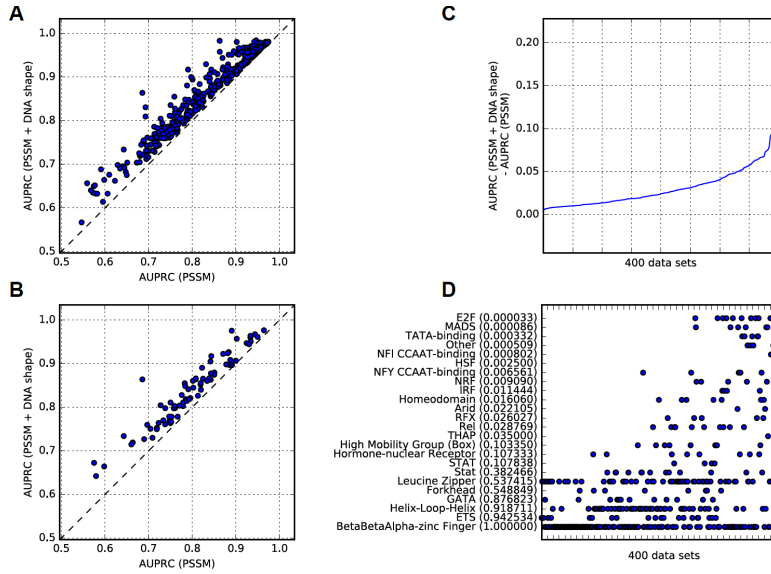 A
AUPRC (PSSM + DNA shape)
1.0
0.9
0.8
0.7
0.6
0.5
0.5 0.6 0.7 0.8 0.9 1.0
AUPRC (PSSM)
C
AUPRC (PSSM + DNA shape)
- AUPRC (PSSM)
0.20
0.15
0.10
0.05
0.00
400 data sets
B
AUPRC (PSSM + DNA shape)
1.0
0.9
0.8
0.7
0.6
0.5
0.5 0.6 0.7 0.8 0.9 1.0
AUPRC (PSSM)
D
E2F (0.000033)
MADS (0.000086)
TATA-binding (0.000332)
Other (0.000509)
NFI CCAAT-binding (0.000802)
HSF (0.002500)
NFY CCAAT-binding (0.006561)
NRF (0.009090)
IRF (0.011444)
Homeodomain (0.016060)
Arid (0.022105)
RFX (0.026027)
Rel (0.028769)
THAP (0.035000)
High Mobility Group (Box) (0.103350)
Hormone-nuclear Receptor (0.107333)
STAT (0.107838)
Stat (0.382466)
Leucine Zipper (0.537415)
Forkhead (0.548849)
GATA (0.876823)
Helix-Loop-Helix (0.918711)
ETS (0.942534)
BetaBetaAlpha-zinc Finger (1.000000)
400 data sets